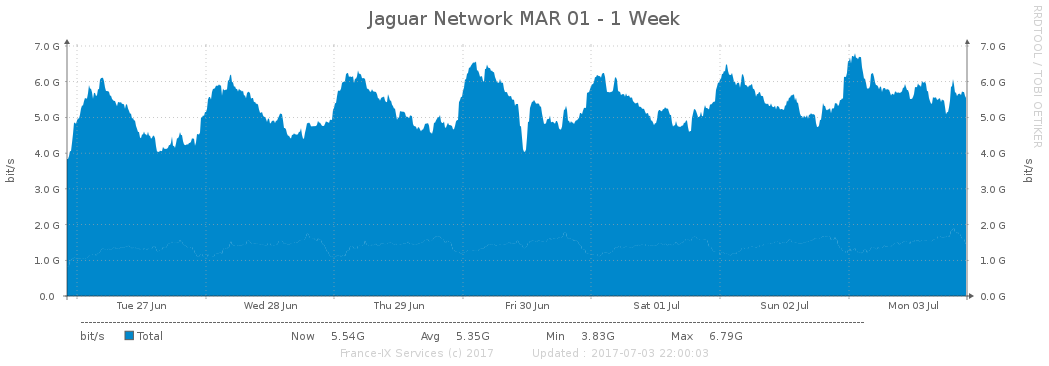 Jaguar Network MAR 01 - 1 Week
RRDTOOL / TOBI OETIKER
7.0 G 7.0 G
6.0 G 6.0 G
5.0 G 5.0 G
4.0 G 4.0 G
3.0 G 3.0 G
2.0 G 2.0 G
1.0 G 1.0 G
0.0 0.0 G
bit/s bit/s
Tue 27 Jun Wed 28 Jun Thu 29 Jun Fri 30 Jun Sat 01 Jul Sun 02 Jul Mon 03 Jul
bit/s Total Now 5.54G Avg 5.35G Min 3.83G Max 6.79G
France-IX Services (c) 2017 Updated : 2017-07-03 22:00:03